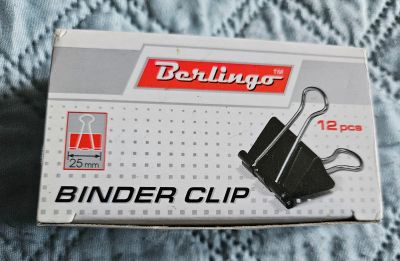 Berlingo™
12 pcs
25 mm
BINDER CLIP